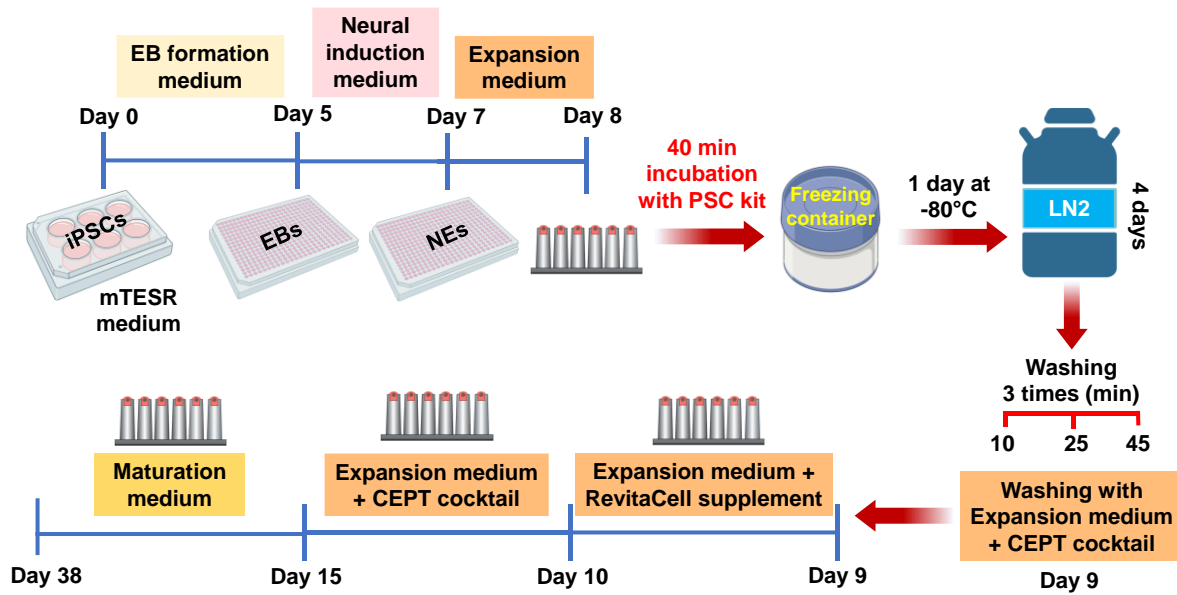 EB formation
medium
Neural
induction
medium
Expansion
medium
Day 0
Day 5
Day 7
Day 8
iPSCs
mTESR
medium
EBs
NEs
40 min
incubation
with PSC kit
Freezing
container
1 day at
-80°C
LN2
4 days
Washing
3 times (min)
10 25 45
Washing with
Expansion medium
+ CEPT cocktail
Day 9
Maturation
medium
Expansion medium
+ CEPT cocktail
Expansion medium +
RevitaCell supplement
Day 38
Day 15
Day 10
Day 9